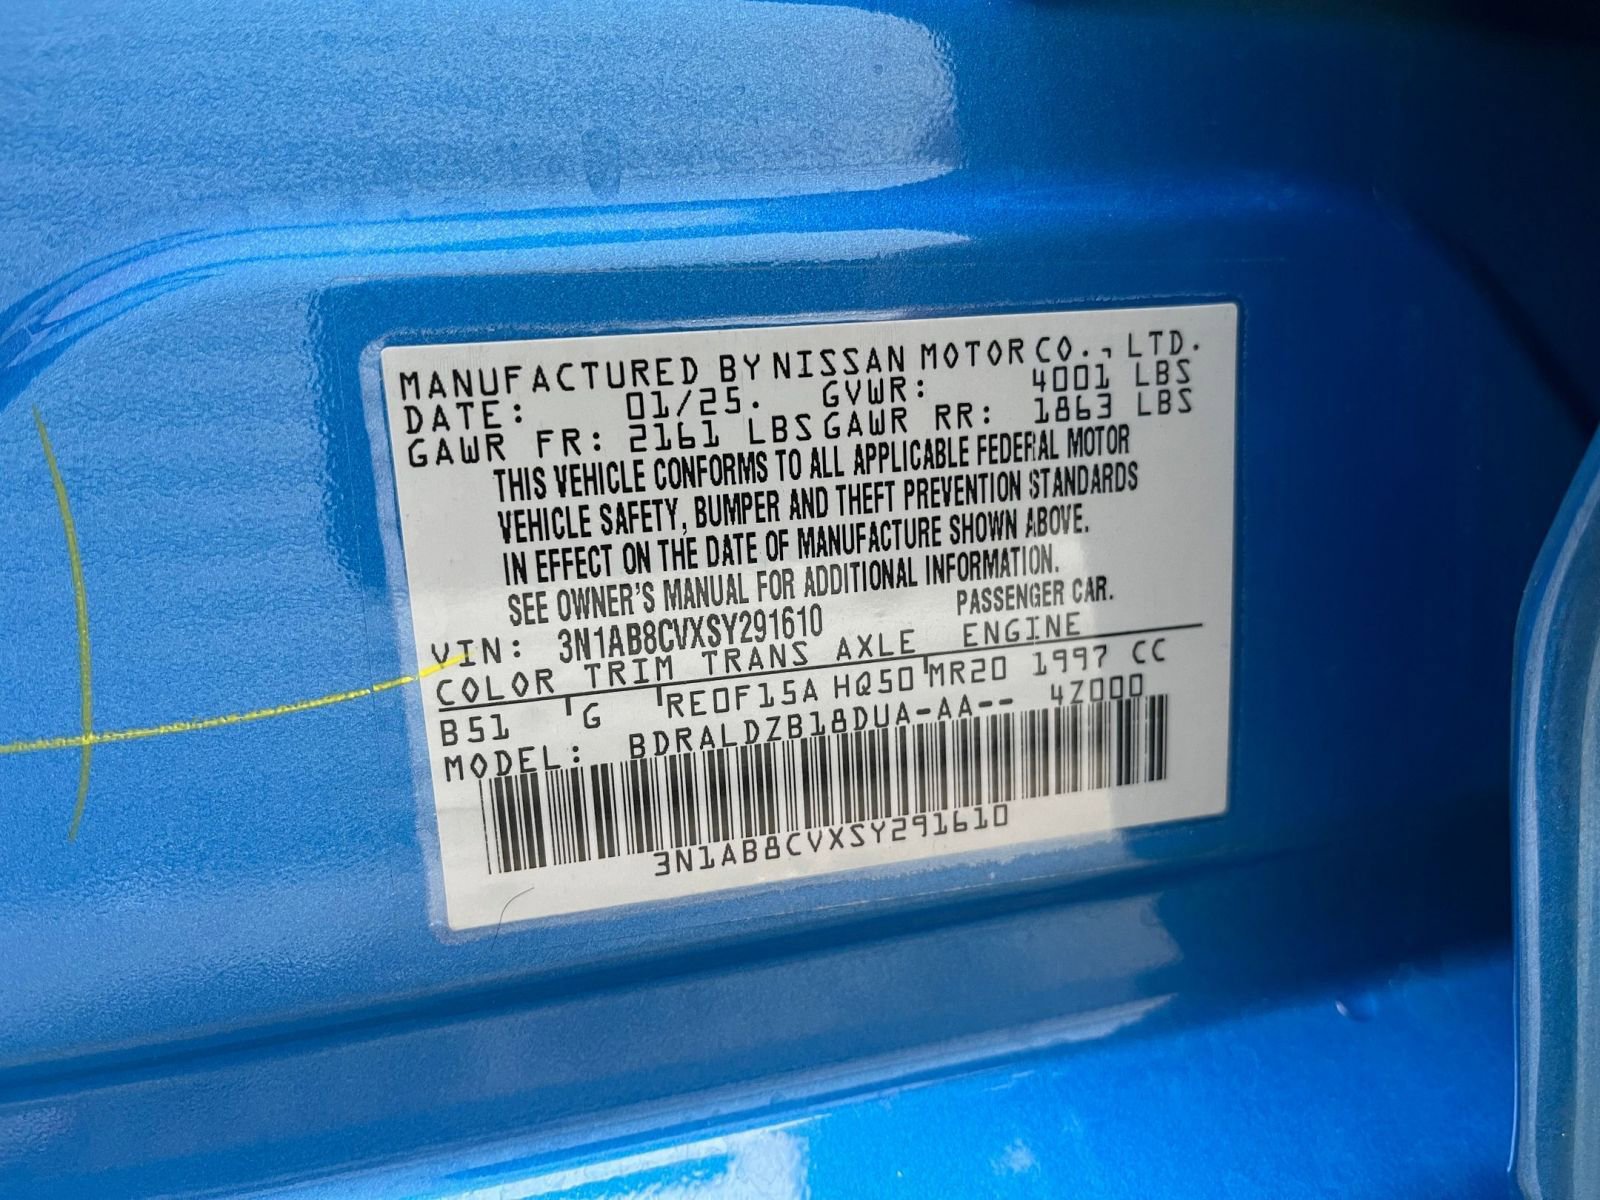 MANUFACTURED BY NISSAN MOTOR CO., LTD.
DATE: 01/25. GVWR: 4001 LBS
GAWR FR: 2161 LBS GAWR RR: 1863 LBS
THIS VEHICLE CONFORMS TO ALL APPLICABLE FEDERAL MOTOR
VEHICLE SAFETY, BUMPER AND THEFT PREVENTION STANDARDS
IN EFFECT ON THE DATE OF MANUFACTURE SHOWN ABOVE.
SEE OWNER'S MANUAL FOR ADDITIONAL INFORMATION.
VIN: 3N1AB8CVXSY291610 PASSENGER CAR.
COLOR TRIM TRANS AXLE ENGINE
B51 G RE0F15A HQ50 MR20 1997 CC
MODEL: BDRALDZB18DUA-AA-- 4Z000
3N1AB8CVXSY291610